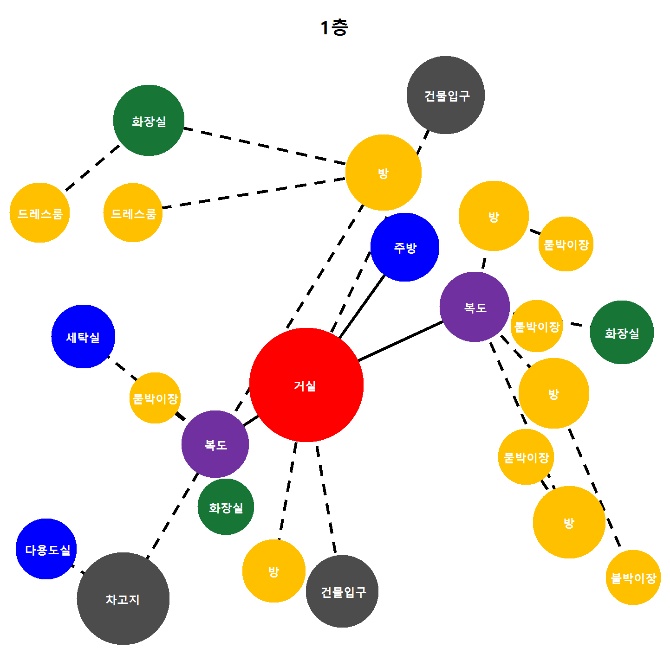 1층
건물입구
화장실
방
드레스룸
드레스룸
방
주방
붙박이장
복도
붙박이장
화장실
세탁실
거실
붙박이장
방
복도
붙박이장
화장실
방
다용도실
방
건물입구
붙박이장
차고지